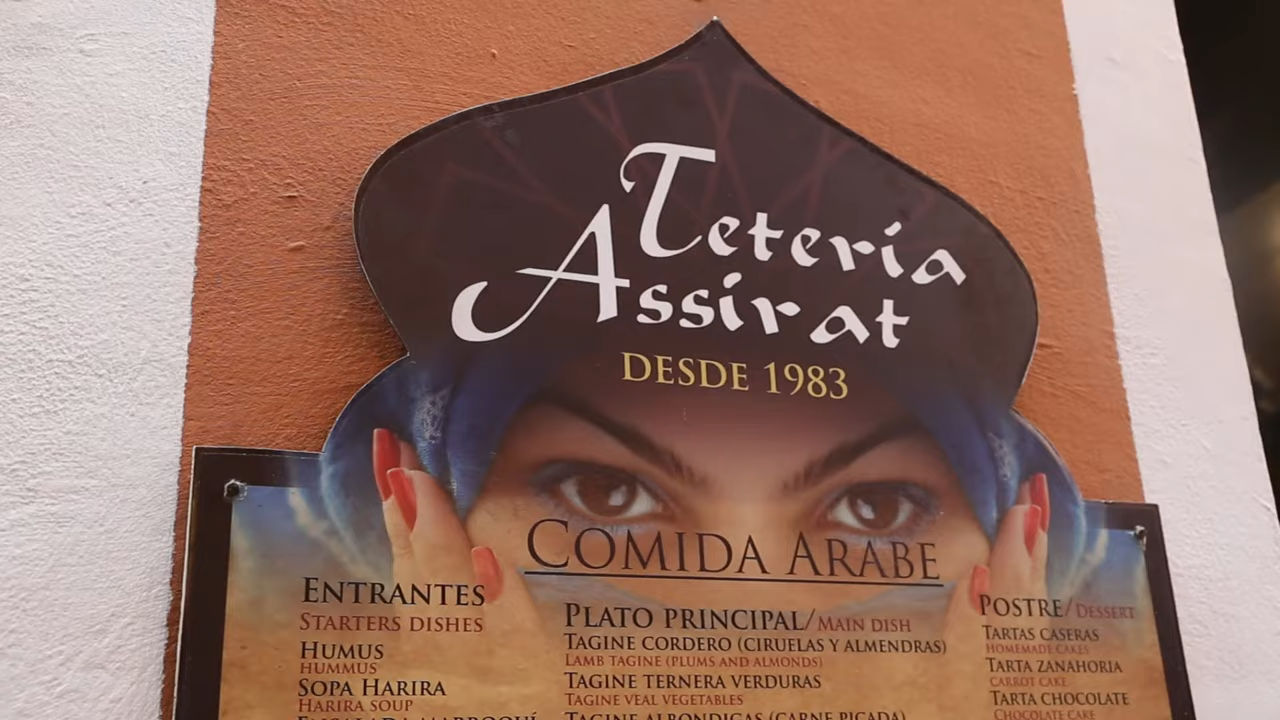 Tetería
Assirat
DESDE 1983
COMIDA ARABE
ENTRANTES
STARTERS DISHES
HUMUS
HUMMUS
SOPA HARIRA
HARIRA SOUP
ENSALADA MARROQUÍ
PLATO PRINCIPAL/MAIN DISH
TAGINE CORDERO (CIRUELAS Y ALMENDRAS)
LAMB TAGINE (PLUMS AND ALMONDS)
TAGINE TERNERA VERDURAS
TAGINE VEAL VEGETABLES
TAGINE ALBONDIGAS (CARNE PICADA)
POSTRE/DESSERT
TARTAS CASERAS
HOMEMADE CAKES
TARTA ZANAHORIA
CARROT CAKE
TARTA CHOCOLATE
CHOCOLATE CAKE